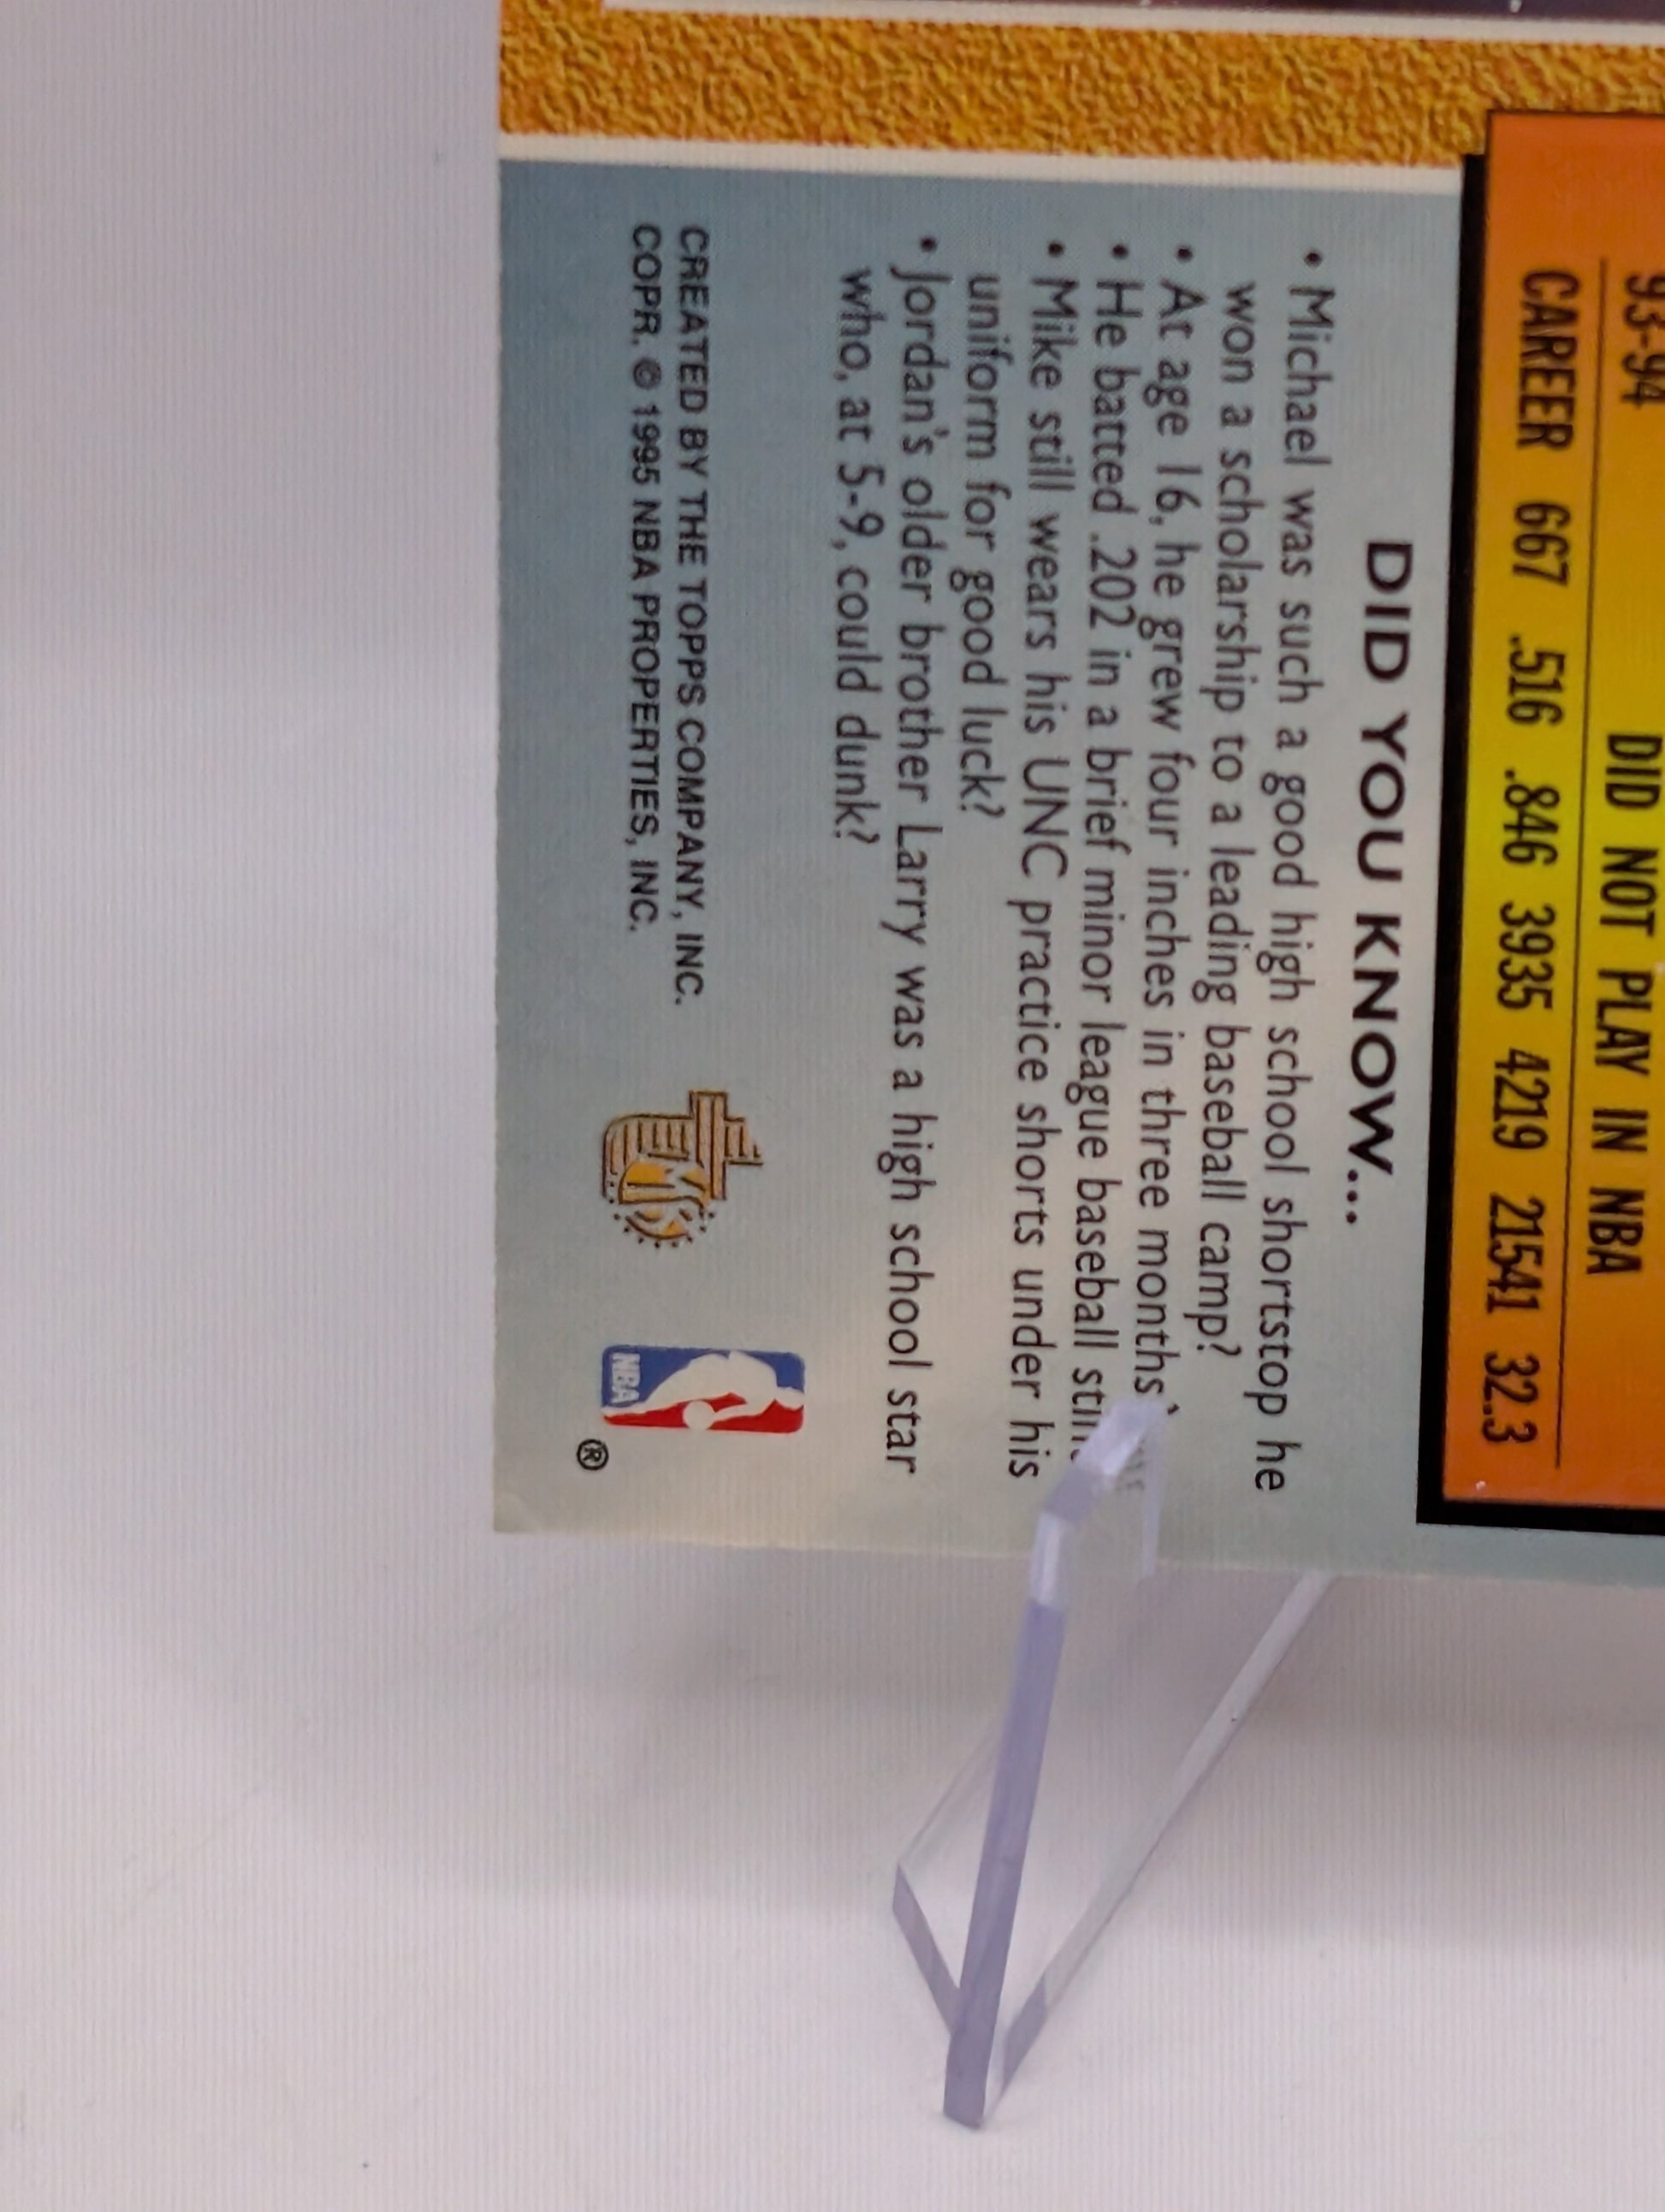 93-94 DID NOT PLAY IN NBA
CAREER 667 .516 .846 3935 4219 21541 32.3
DID YOU KNOW...
• Michael was such a good high school shortstop he
won a scholarship to a leading baseball camp?
• At age 16, he grew four inches in three months
• He batted .202 in a brief minor league baseball
• Mike still wears his UNC practice shorts under his
uniform for good luck?
• Jordan's older brother Larry was a high school star
who, at 5-9, could dunk?
CREATED BY THE TOPPS COMPANY, INC.
COPR. © 1995 NBA PROPERTIES, INC.
NBA
®